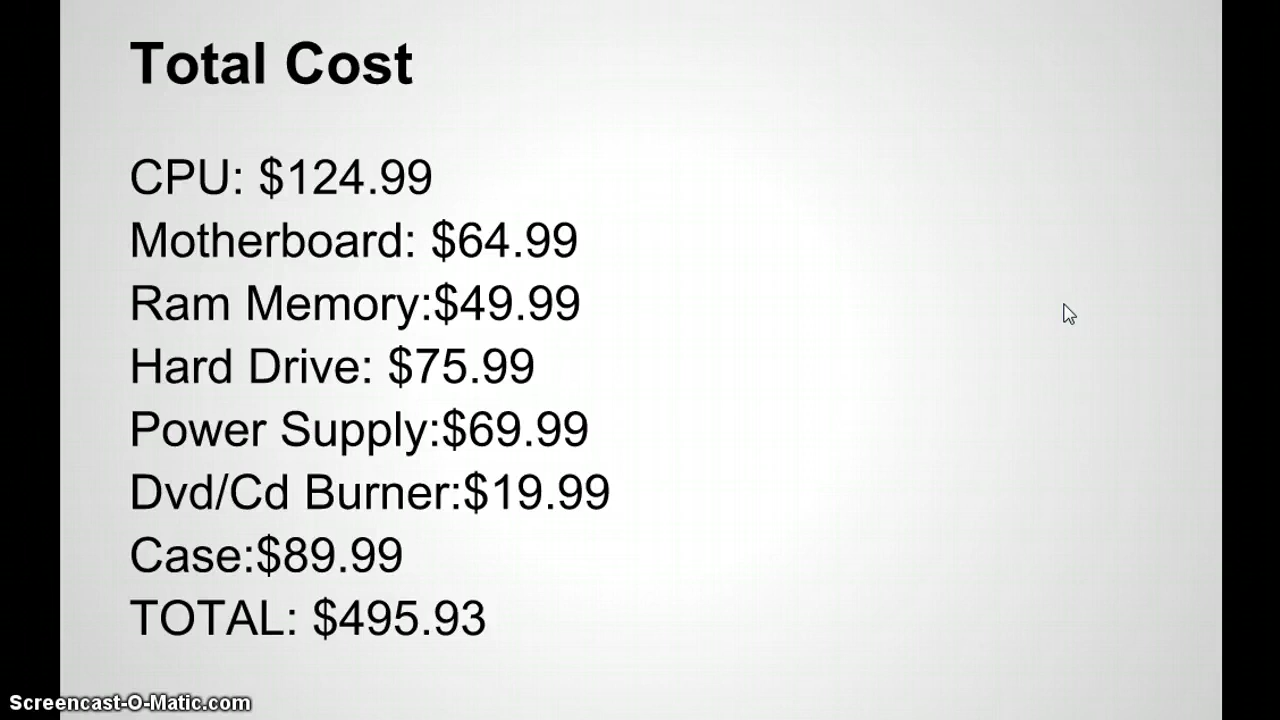 Total Cost
CPU: $124.99
Motherboard: $64.99
Ram Memory:$49.99
Hard Drive: $75.99
Power Supply:$69.99
Dvd/Cd Burner:$19.99
Case:$89.99
TOTAL: $495.93
Screencast-O-Matic.com